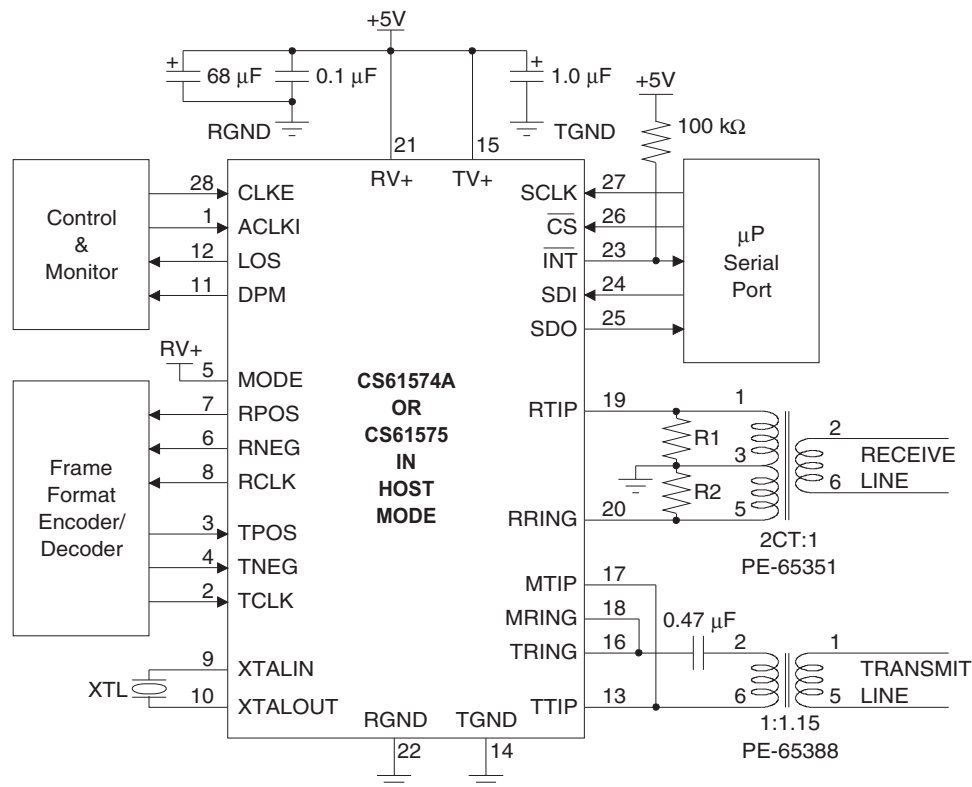 +5V
+
68 μF
0.1 μF
+
1.0 μF
RGND
TGND
+5V
100 kΩ
21
15
RV+
TV+
Control
&
Monitor
28
CLKE
1
ACLKI
12
LOS
11
DPM
SCLK
27
CS
26
INT
23
SDI
24
SDO
25
μP
Serial
Port
RV+
5
MODE
7
RPOS
6
RNEG
8
RCLK
3
TPOS
4
TNEG
2
TCLK
Frame
Format
Encoder/
Decoder
CS61574A
OR
CS61575
IN
HOST
MODE
RTIP
19
R1
R2
RRING
20
1
3
5
2
6
RECEIVE
LINE
2CT:1
PE-65351
MTIP
17
MRING
18
TRING
16
TTIP
13
0.47 μF
2
6
1
5
TRANSMIT
LINE
1:1.15
PE-65388
XTL
9
XTALIN
10
XTALOUT
RGND
TGND
22
14